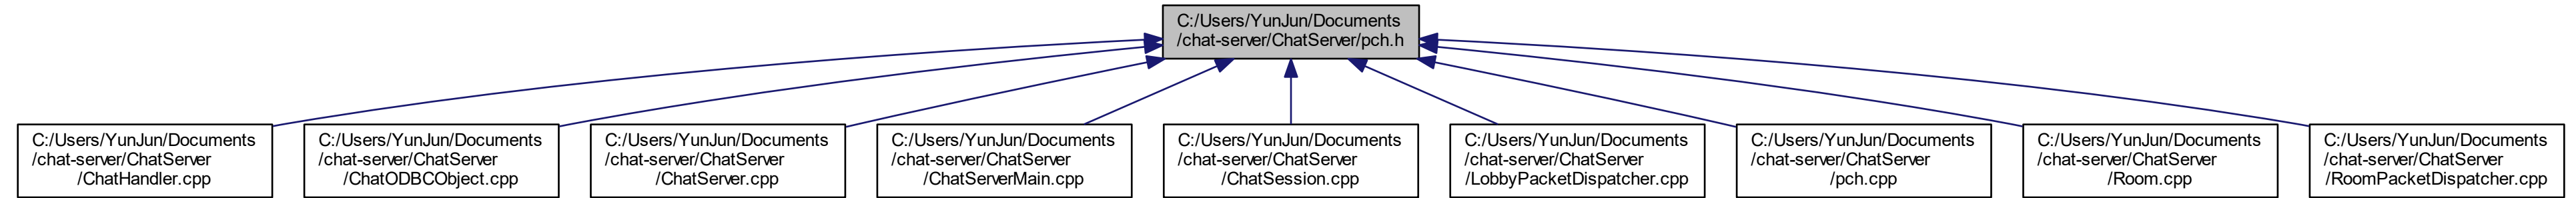 C:/Users/YunJun/Documents
/chat-server/ChatServer/pch.h
C:/Users/YunJun/Documents
/chat-server/ChatServer
/ChatHandler.cpp
C:/Users/YunJun/Documents
/chat-server/ChatServer
/ChatODBCObject.cpp
C:/Users/YunJun/Documents
/chat-server/ChatServer
/ChatServer.cpp
C:/Users/YunJun/Documents
/chat-server/ChatServer
/ChatServerMain.cpp
C:/Users/YunJun/Documents
/chat-server/ChatServer
/ChatSession.cpp
C:/Users/YunJun/Documents
/chat-server/ChatServer
/LobbyPacketDispatcher.cpp
C:/Users/YunJun/Documents
/chat-server/ChatServer
/pch.cpp
C:/Users/YunJun/Documents
/chat-server/ChatServer
/Room.cpp
C:/Users/YunJun/Documents
/chat-server/ChatServer
/RoomPacketDispatcher.cpp